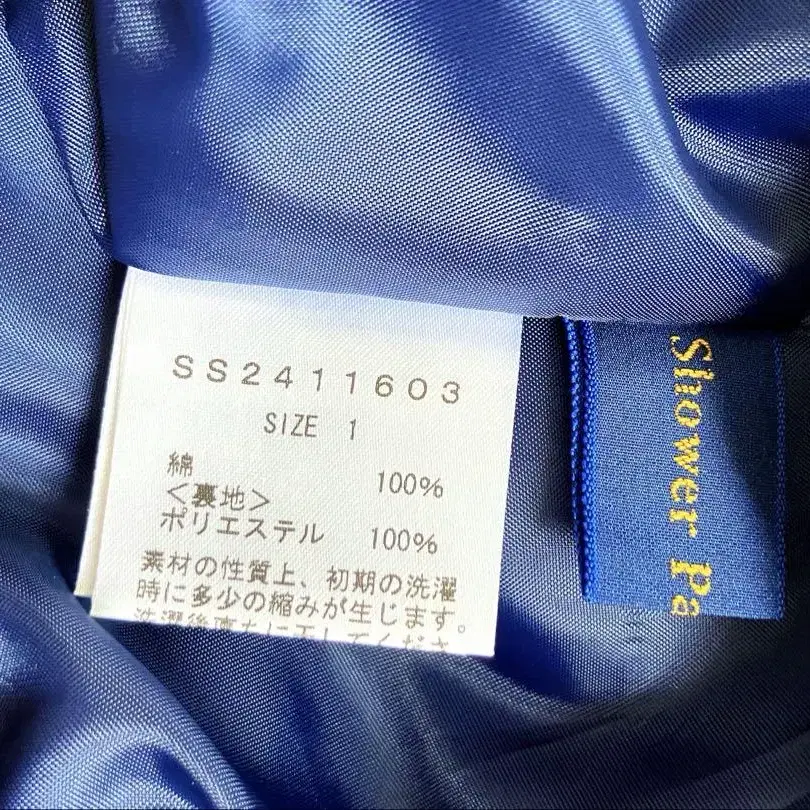 SS2411603
SIZE 1
綿 100%
<裏地>
ポリエステル 100%
素材の性質上、初期の洗濯
時に多少の縮みが生じます。
Shower Pa